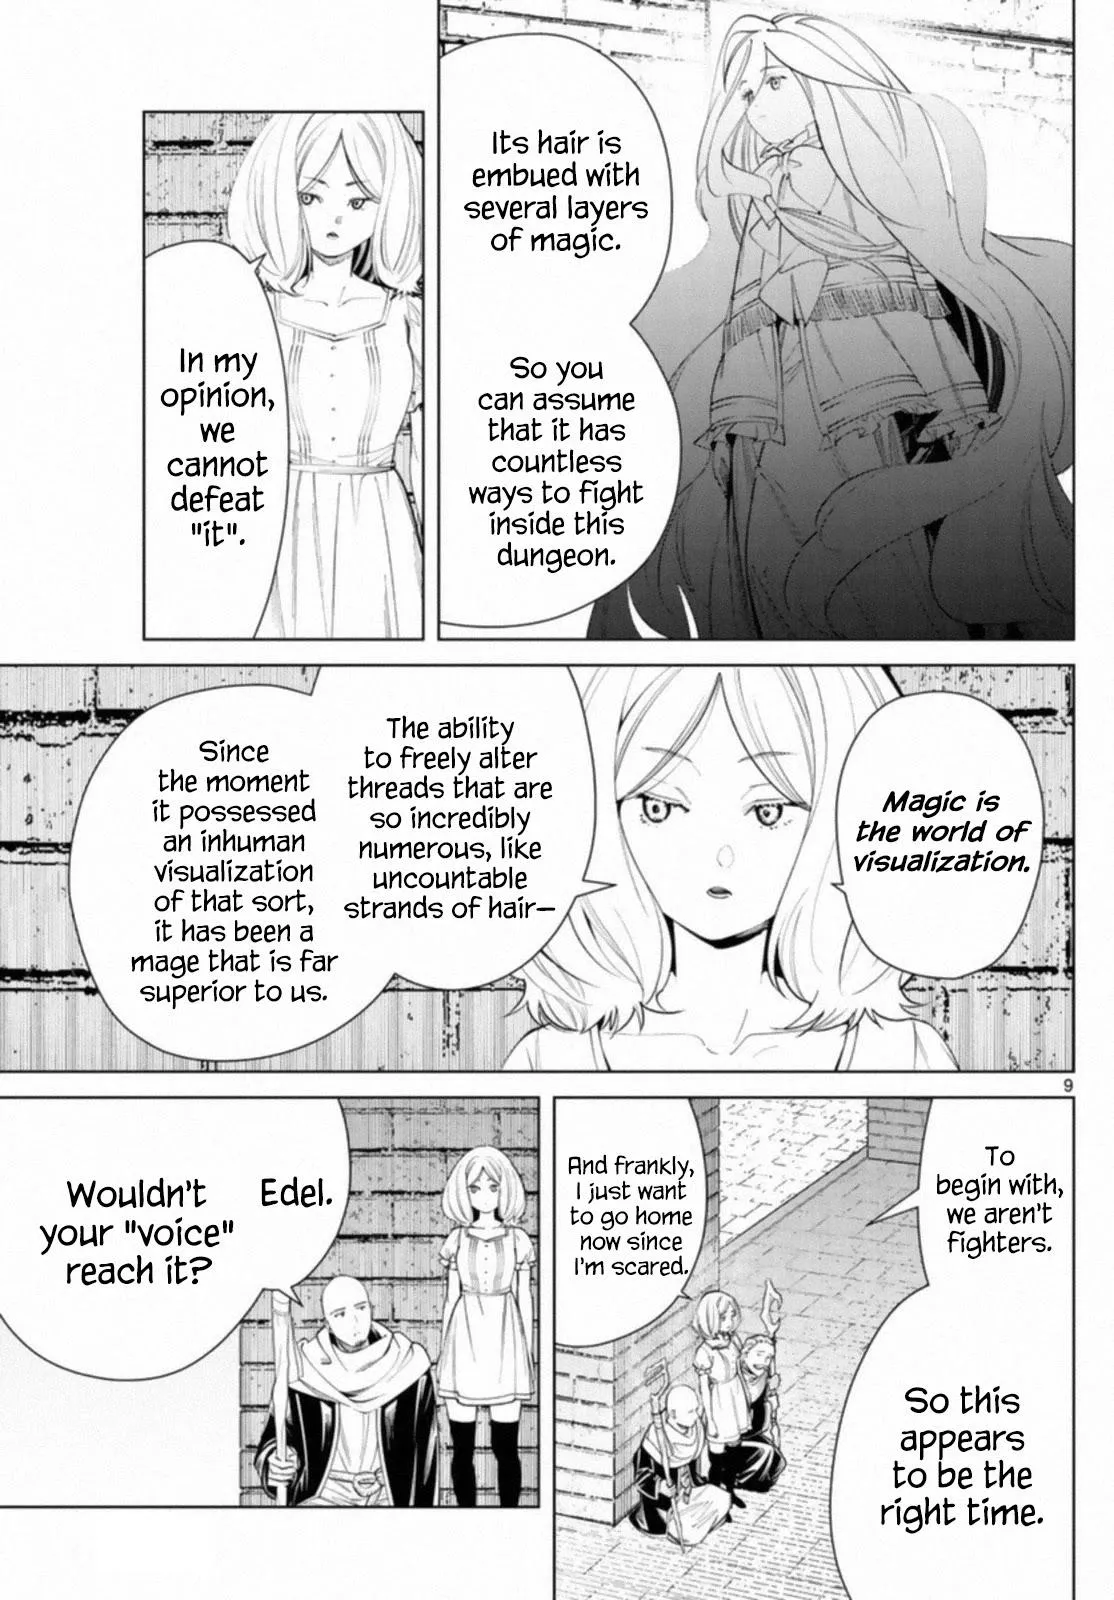 Its hair is
embued with
several layers
of magic.
So you
can assume
that it has
countless
ways to fight
inside this
dungeon.
In my
opinion,
we
cannot
defeat
"it".
Magic is
the world of
visualization.
The ability
to freely alter
threads that are
so incredibly
numerous, like
uncountable
strands of hair—
Since
the moment
it possessed
an inhuman
visualization
of that sort,
it has been a
mage that is far
superior to us.
9
To
begin with,
we aren't
fighters.
So this
appears
to be the
right time.
And frankly,
I just want
to go home
now since
I'm scared.
Edel.
Wouldn't
your "voice"
reach it?